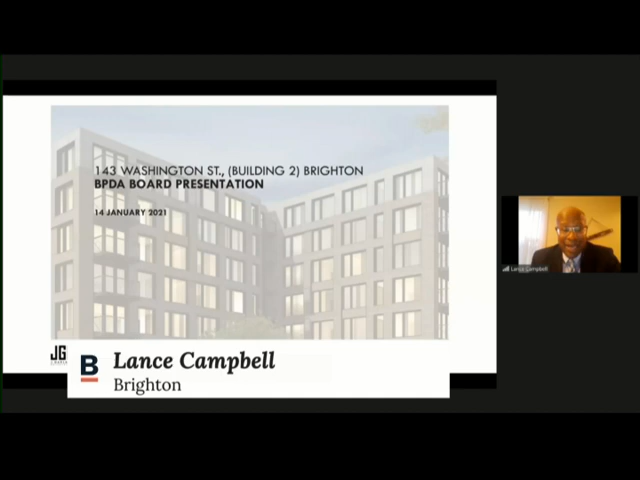 143 WASHINGTON ST., (BUILDING 2) BRIGHTON
BPDA BOARD PRESENTATION
14 JANUARY 2021
Lance Campbell
JG
B
Lance Campbell
Brighton